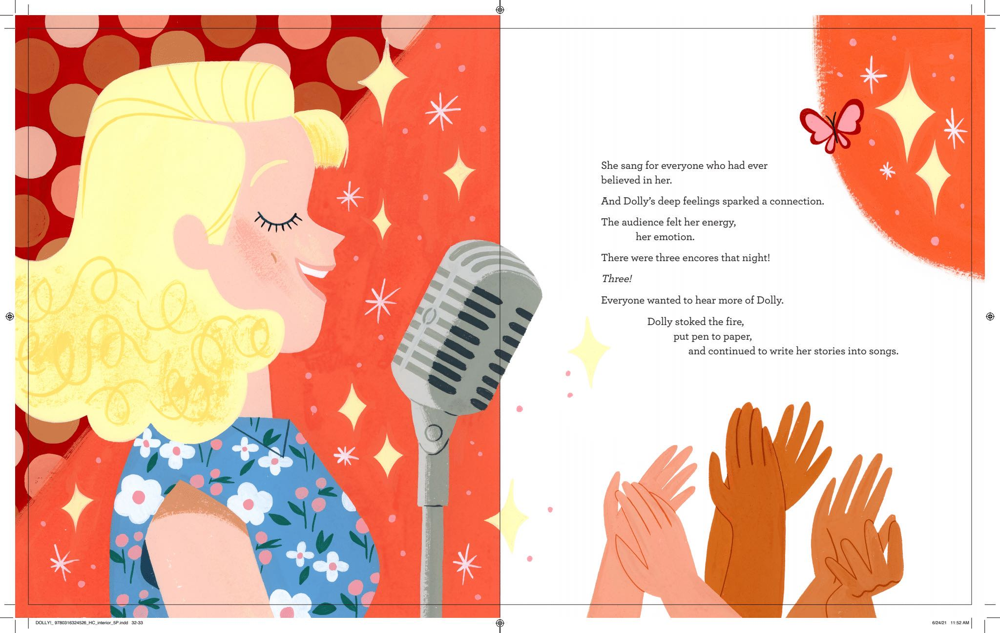 She sang for everyone who had ever
believed in her.
And Dolly’s deep feelings sparked a connection.
The audience felt her energy,
her emotion.
There were three encores that night!
Three!
Everyone wanted to hear more of Dolly.
Dolly stoked the fire,
put pen to paper,
and continued to write her stories into songs.
DOLLY!_ 9780316324526_HC_interior_5P.indd 32-33
6/24/21 11:52 AM